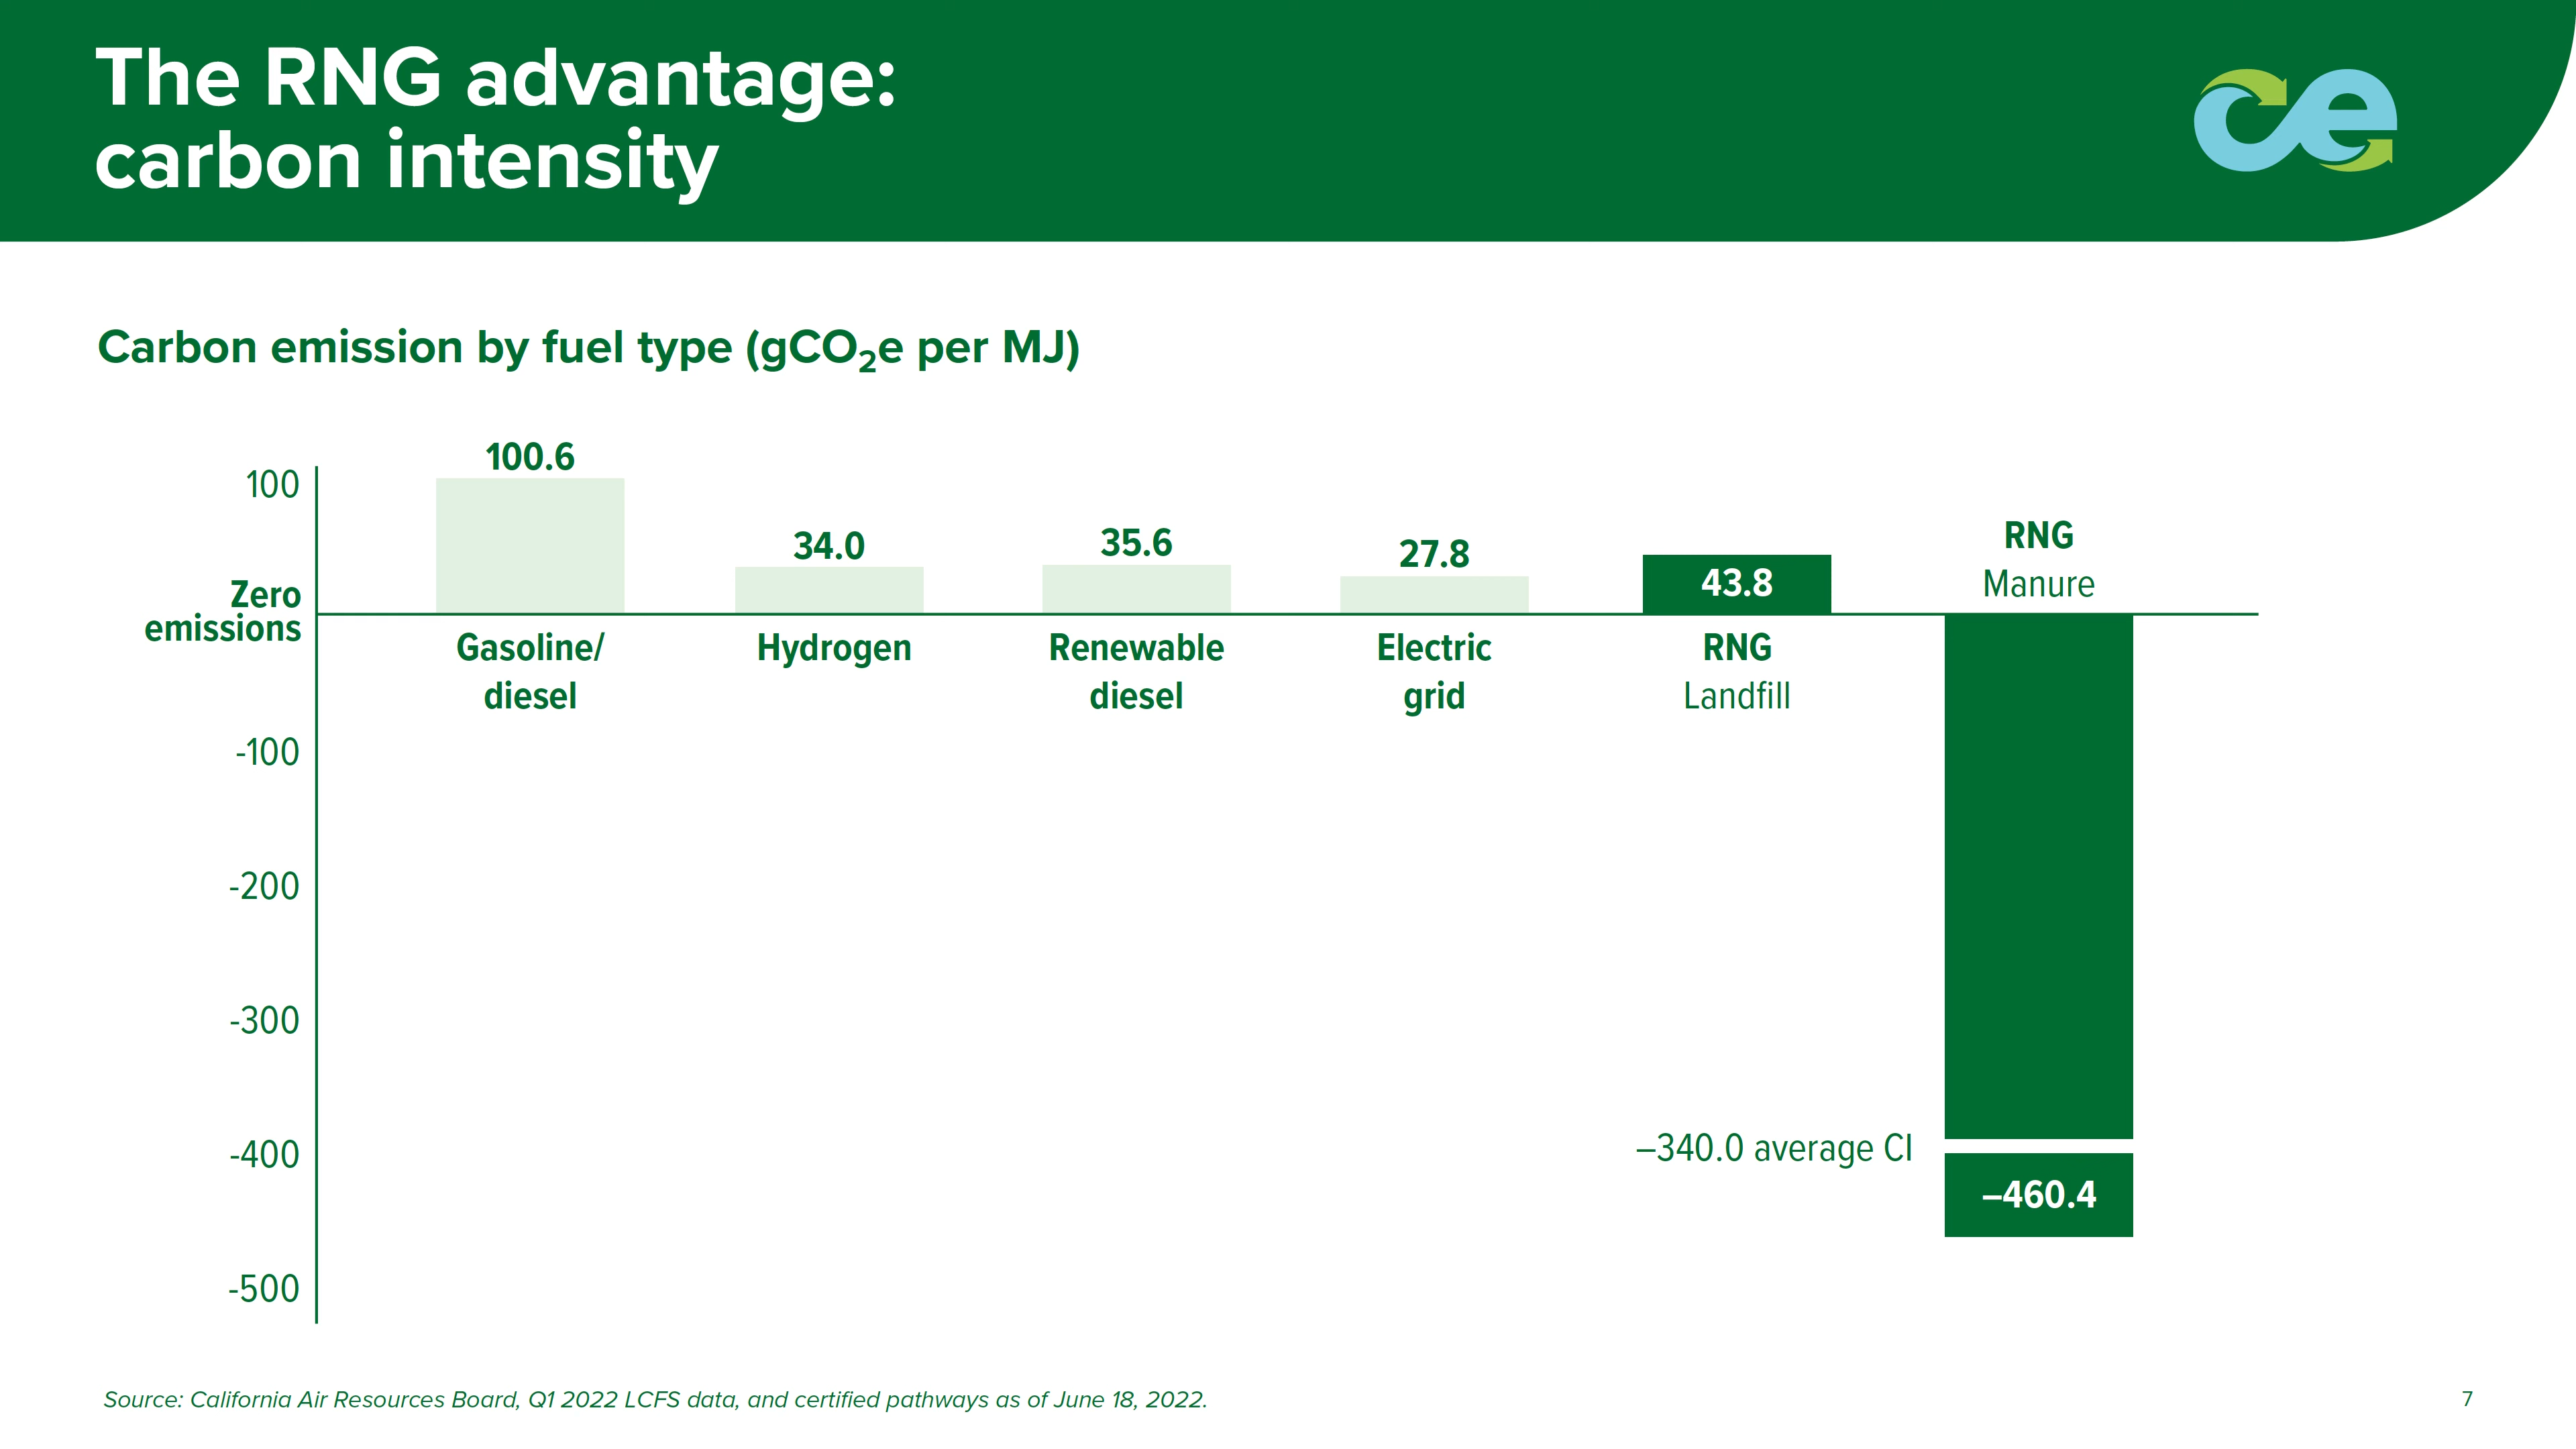 The RNG advantage:
carbon intensity
ce
Carbon emission by fuel type (gCO₂e per MJ)
100
Zero
emissions
-100
-200
-300
-400
-500
100.6
Gasoline/
diesel
34.0
Hydrogen
35.6
Renewable
diesel
27.8
Electric
grid
43.8
RNG
Landfill
RNG
Manure
–340.0 average CI
–460.4
Source: California Air Resources Board, Q1 2022 LCFS data, and certified pathways as of June 18, 2022.
7